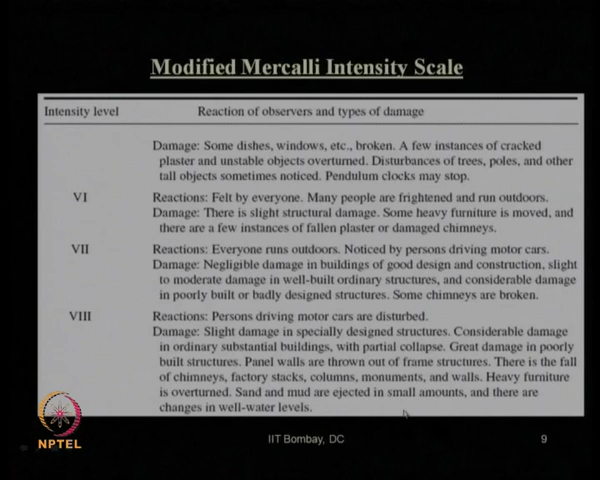 Modified Mercalli Intensity Scale
Intensity level Reaction of observers and types of damage
Damage: Some dishes, windows, etc., broken. A few instances of cracked
plaster and unstable objects overturned. Disturbances of trees, poles, and other
tall objects sometimes noticed. Pendulum clocks may stop.
VI Reactions: Felt by everyone. Many people are frightened and run outdoors.
Damage: There is slight structural damage. Some heavy furniture is moved, and
there are a few instances of fallen plaster or damaged chimneys.
VII Reactions: Everyone runs outdoors. Noticed by persons driving motor cars.
Damage: Negligible damage in buildings of good design and construction, slight
to moderate damage in well-built ordinary structures, and considerable damage
in poorly built or badly designed structures. Some chimneys are broken.
VIII Reactions: Persons driving motor cars are disturbed.
Damage: Slight damage in specially designed structures. Considerable damage
in ordinary substantial buildings, with partial collapse. Great damage in poorly
built structures. Panel walls are thrown out of frame structures. There is the fall
of chimneys, factory stacks, columns, monuments, and walls. Heavy furniture
is overturned. Sand and mud are ejected in small amounts, and there are
changes in well-water levels.
NPTEL
IIT Bombay, DC 9